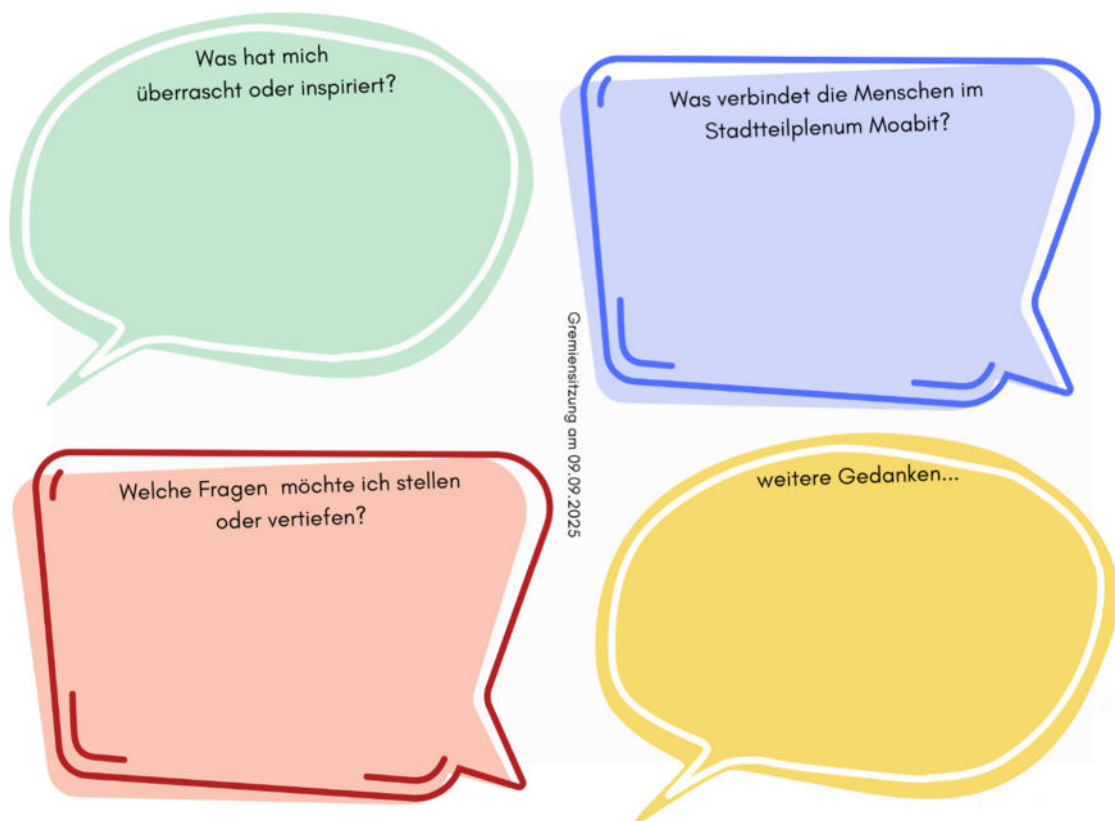 Was hat mich
überrascht oder inspiriert?
Was verbindet die Menschen im
Stadtteilplenum Moabit?
Gremiensitzung am 09.09.2025
Welche Fragen möchte ich stellen
oder vertiefen?
weitere Gedanken...